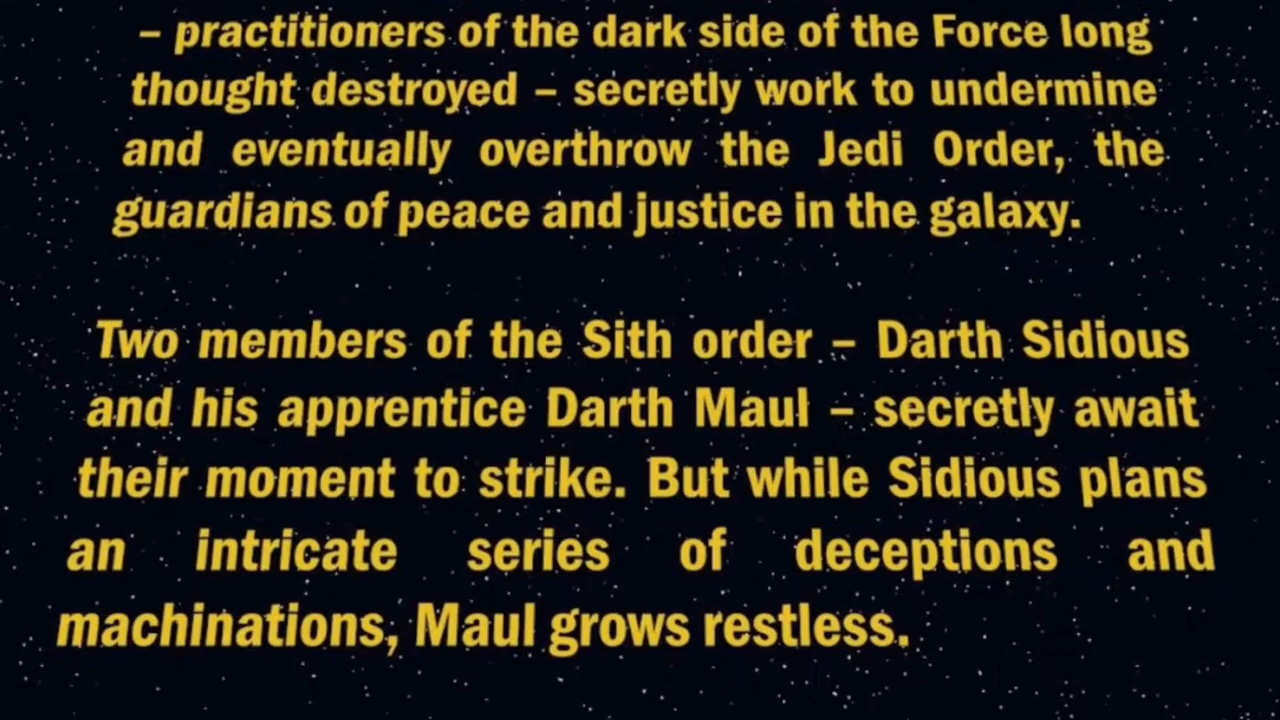 – practitioners of the dark side of the Force long
thought destroyed – secretly work to undermine
and eventually overthrow the Jedi Order, the
guardians of peace and justice in the galaxy.
Two members of the Sith order – Darth Sidious
and his apprentice Darth Maul – secretly await
their moment to strike. But while Sidious plans
an intricate series of deceptions and
machinations, Maul grows restless.